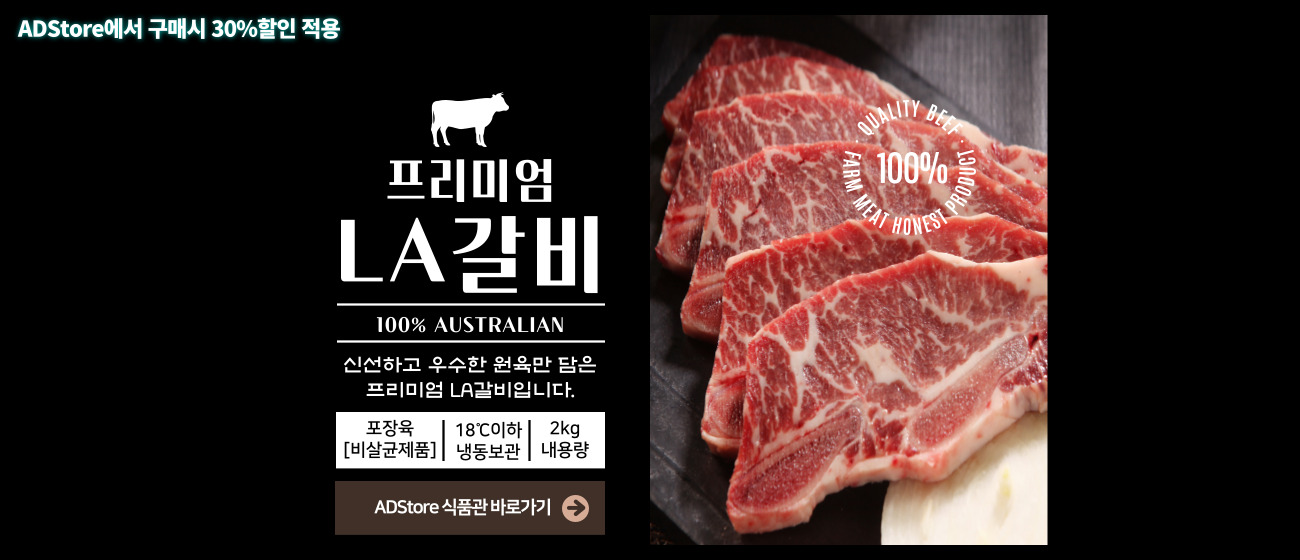 ADStore에서 구매시 30%할인 적용
프리미엄
LA갈비
100% AUSTRALIAN
신선하고 우수한 원육만 담은
프리미엄 LA갈비입니다.
포장육
[비살균제품]
18℃이하
냉동보관
2kg
내용량
ADStore 식품관 바로가기
· QUALITY BEEF ·
100%
FARM MEAT HONEST PRODUCT